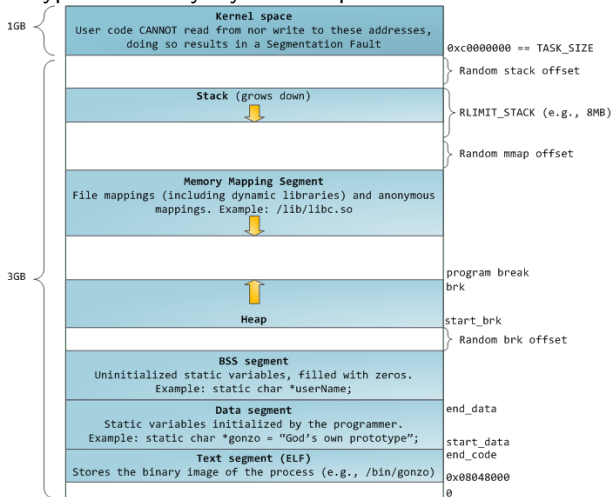 Kernel space
1GB
User code CANNOT read from nor write to these addresses,
doing so results in a Segmentation Fault
0xc0000000 == TASK_SIZE
Random stack offset
Stack (grows down)
RLIMIT_STACK (e.g., 8MB)
Random mmap offset
Memory Mapping Segment
File mappings (including dynamic libraries) and anonymous
mappings. Example: /lib/libc.so
3GB
program break
brk
Heap
start_brk
Random brk offset
BSS segment
Uninitialized static variables, filled with zeros.
Example: static char *userName;
Data segment
end_data
Static variables initialized by the programmer.
Example: static char *gonzo = “God’s own prototype”;
start_data
end_code
Text segment (ELF)
Stores the binary image of the process (e.g., /bin/gonzo)
0x08048000
0